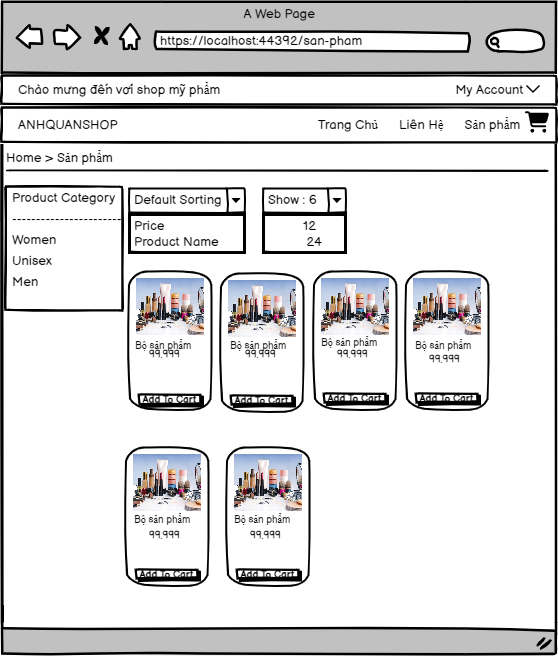 A Web Page
https://localhost:44392/san-pham
Chào mưng đến vơí shop mỹ phẩm
My Account
ANHQUANSHOP
Trang Chủ
Liên Hệ
Sản phẩm
Home > Sản phẩm
Product Category
--------------------
Women
Unisex
Men
Default Sorting
Price
Product Name
Show : 6
12
24
Bộ sản phẩm
99.999
Add To Cart
Bộ sản phẩm
99.999
Add To Cart
Bộ sản phẩm
99.999
Add To Cart
Bộ sản phẩm
99.999
Add To Cart
Bộ sản phẩm
99.999
Add To Cart
Bộ sản phẩm
99.999
Add To Cart